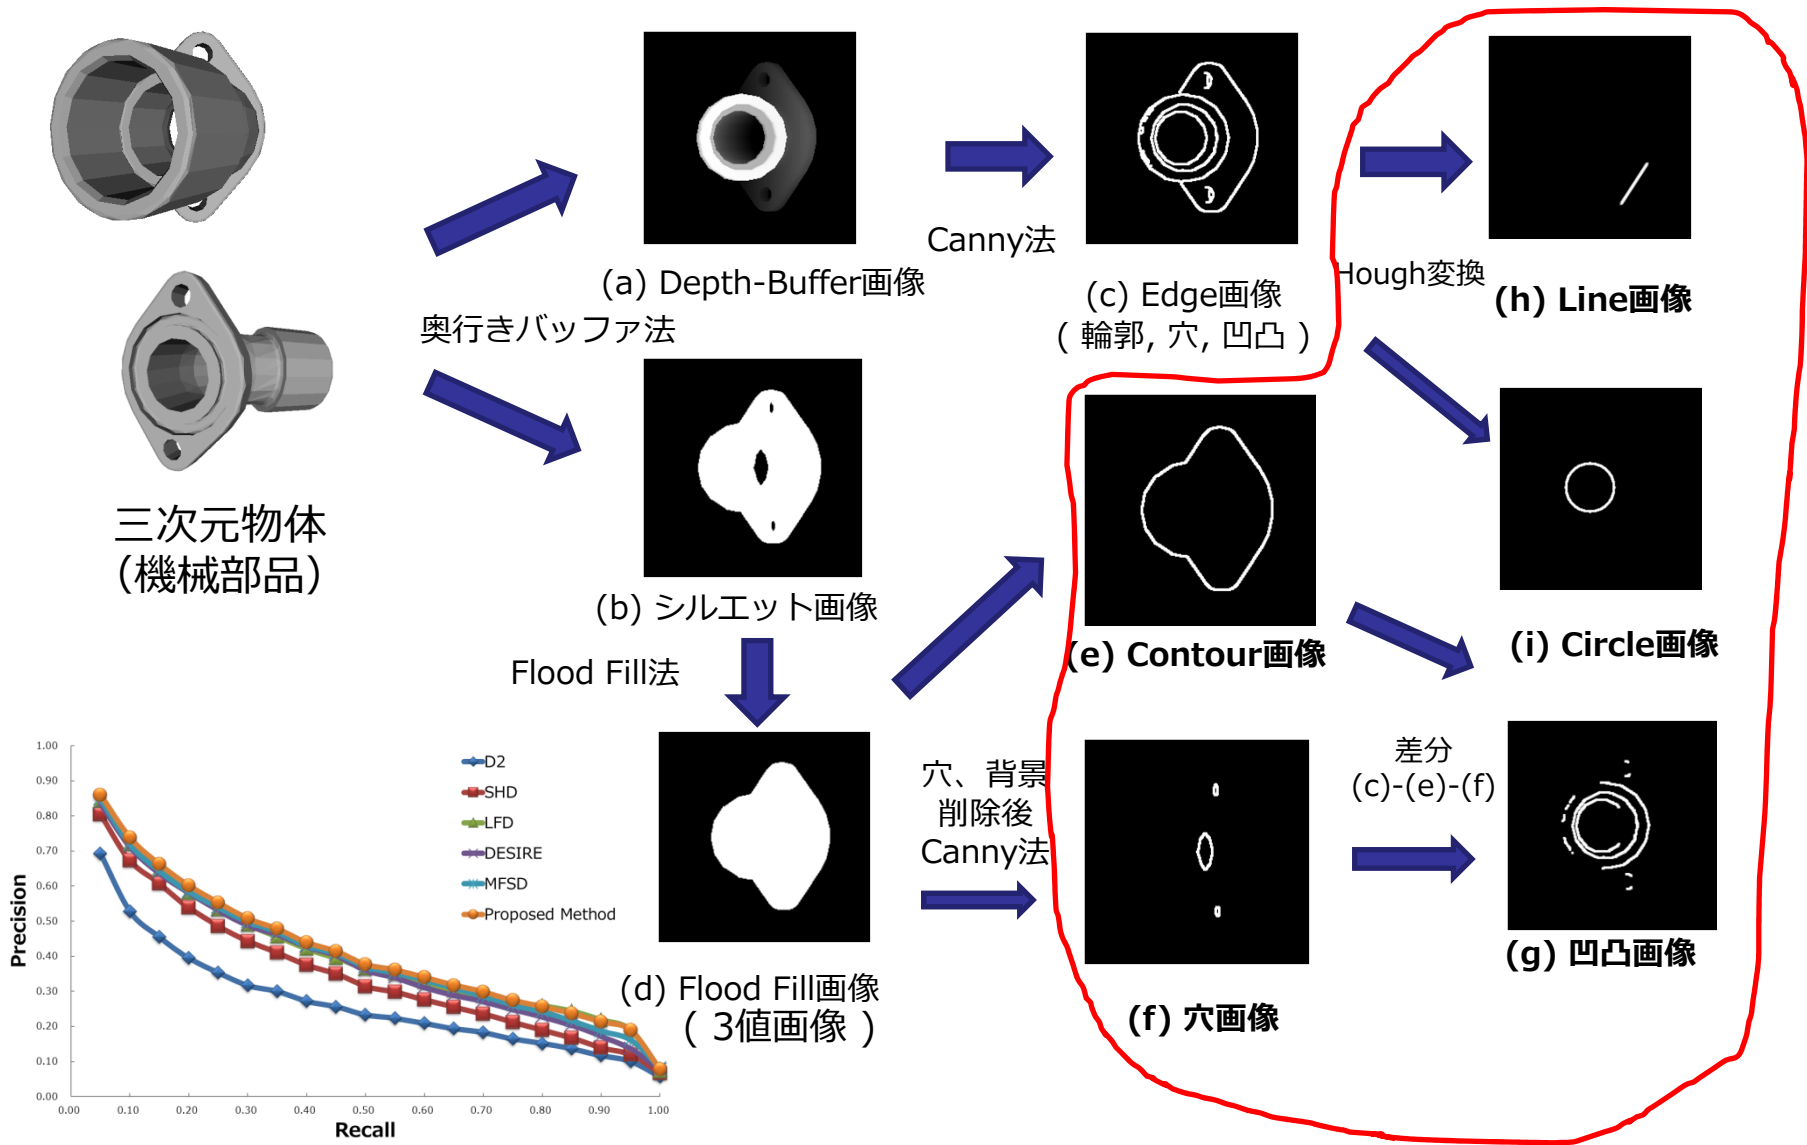 三次元物体
（機械部品）
奥行きバッファ法
(a) Depth-Buffer画像
(b) シルエット画像
Canny法
(c) Edge画像
( 輪郭, 穴, 凹凸 )
Hough変換
(h) Line画像
(i) Circle画像
Flood Fill法
(d) Flood Fill画像
( 3値画像 )
(e) Contour画像
穴、背景
削除後
Canny法
(f) 穴画像
差分
(c)-(e)-(f)
(g) 凹凸画像
Precision
1.00
0.90
0.80
0.70
0.60
0.50
0.40
0.30
0.20
0.10
0.00
0.00 0.10 0.20 0.30 0.40 0.50 0.60 0.70 0.80 0.90 1.00
Recall
D2
SHD
LFD
DESIRE
MFSD
Proposed Method